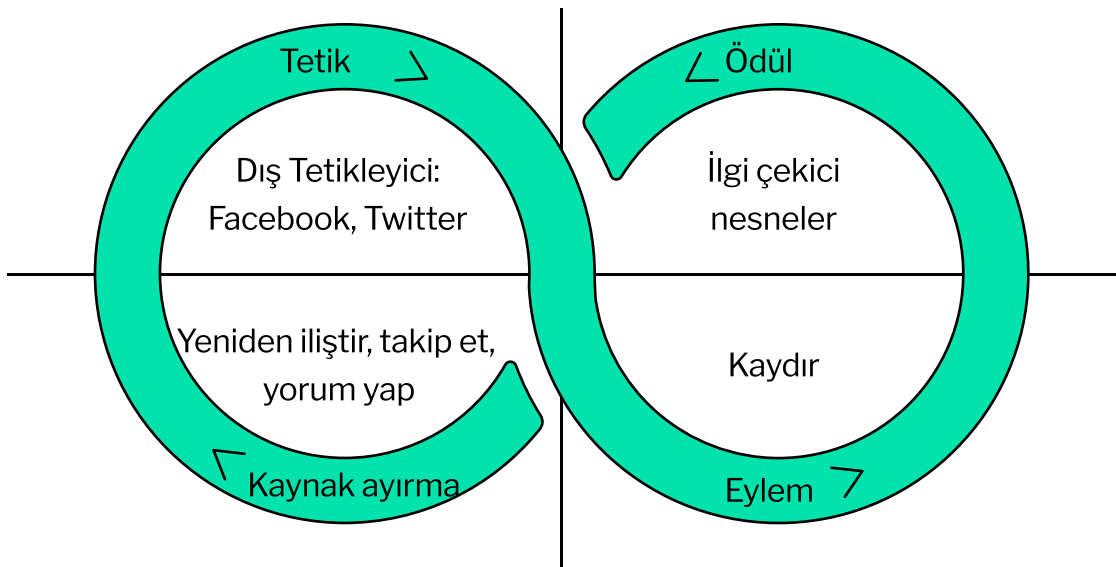 Tetik
Dış Tetikleyici:
Facebook, Twitter
Ödül
İlgi çekici
nesneler
Yeniden iliştir, takip et,
yorum yap
Kaynak ayırma
Kaydır
Eylem